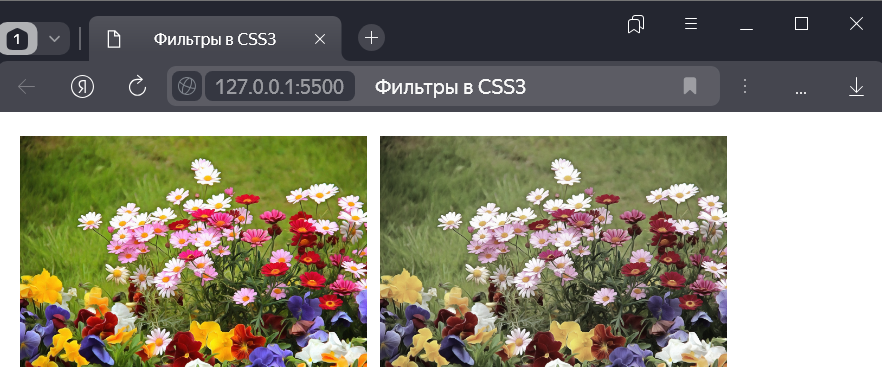 1
Фильтры в CSS3
Я
127.0.0.1:5500 Фильтры в CSS3
...